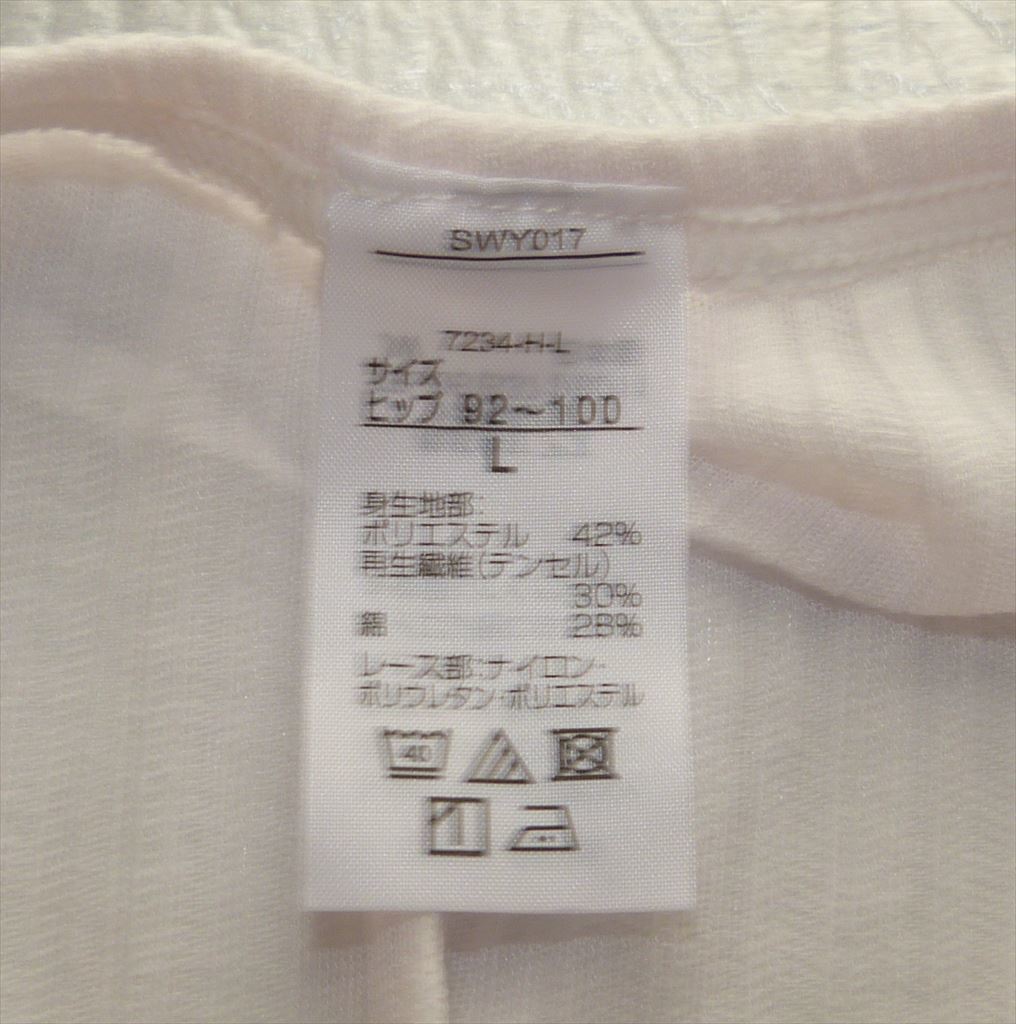 SWY017
7234-H-L
サイズ
ヒップ 92～100
L
身生地部:
ポリエステル 42%
再生繊維(テンセル)
30%
綿 28%
レース部:ナイロン・
ポリウレタン・ポリエステル
40